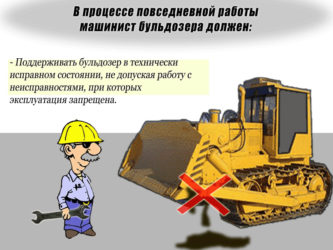 В процессе повседневной работы
машинист бульдозера должен:
- Поддерживать бульдозер в технически
исправном состоянии, не допуская работу с
неисправностями, при которых
эксплуатация запрещена.